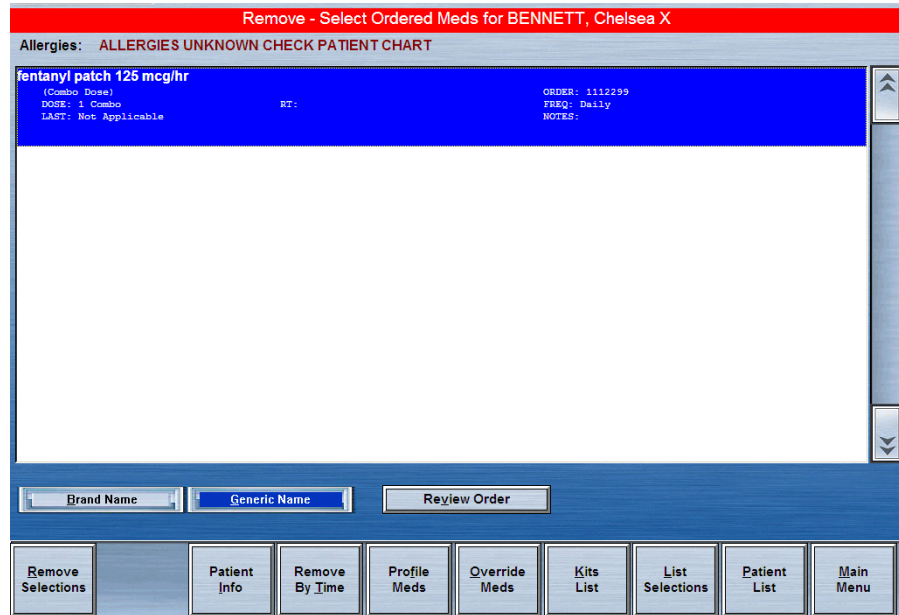 Remove - Select Ordered Meds for BENNETT, Chelsea X
Allergies: ALLERGIES UNKNOWN CHECK PATIENT CHART
fentanyl patch 125 mcg/hr
(Combo Dose) ORDER: 1112299
DOSE: 1 Combo RT: FREQ: Daily
LAST: Not Applicable NOTES:
Brand Name Generic Name Review Order
Remove Selections
Patient Info
Remove By Time
Profile Meds
Override Meds
Kits List
List Selections
Patient List
Main Menu